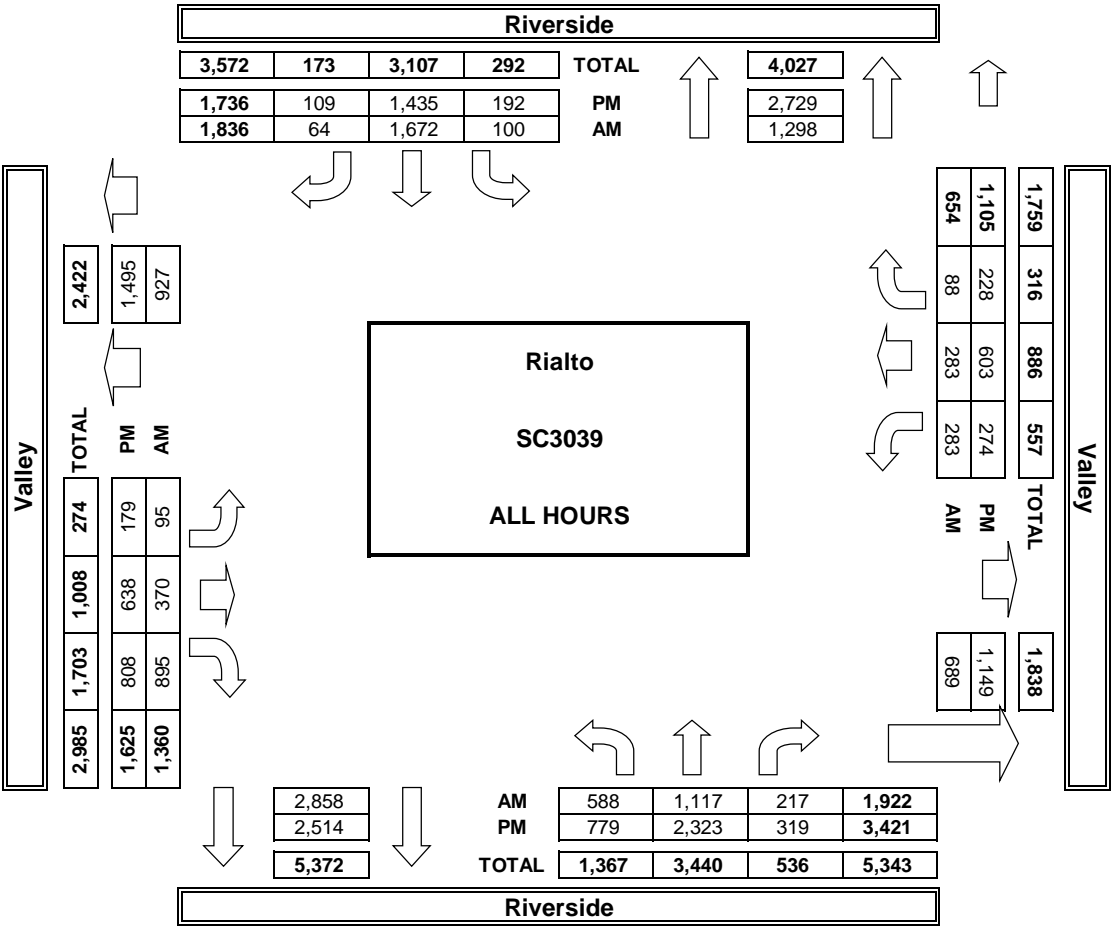 Riverside
3,572 173 3,107 292 TOTAL 4,027
1,736 109 1,435 192 PM 2,729
1,836 64 1,672 100 AM 1,298
Valley
2,422
1,495
927
TOTAL
PM
AM
274 179 95
1,008 638 370
1,703 808 895
2,985 1,625 1,360
Rialto
SC3039
ALL HOURS
654 1,105 1,759
88 228 316
283 603 886
283 274 557
AM PM TOTAL
689 1,149 1,838
Valley
2,858 AM 588 1,117 217 1,922
2,514 PM 779 2,323 319 3,421
5,372 TOTAL 1,367 3,440 536 5,343
Riverside